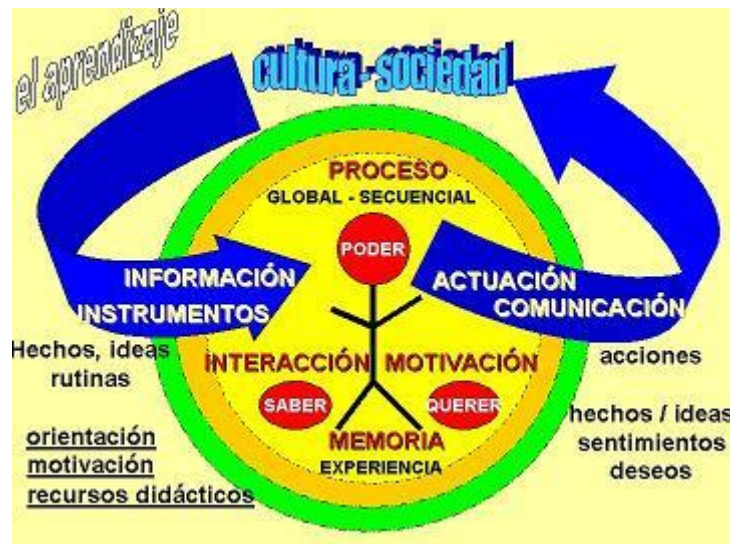 el aprendizaje
cultura - sociedad
PROCESO
GLOBAL - SECUENCIAL
PODER
INFORMACIÓN
INSTRUMENTOS
ACTUACIÓN
COMUNICACIÓN
Hechos, ideas
rutinas
INTERACCIÓN
MOTIVACIÓN
acciones
SABER
QUERER
hechos / ideas
sentimientos
deseos
MEMORIA
EXPERIENCIA
orientación
motivación
recursos didácticos